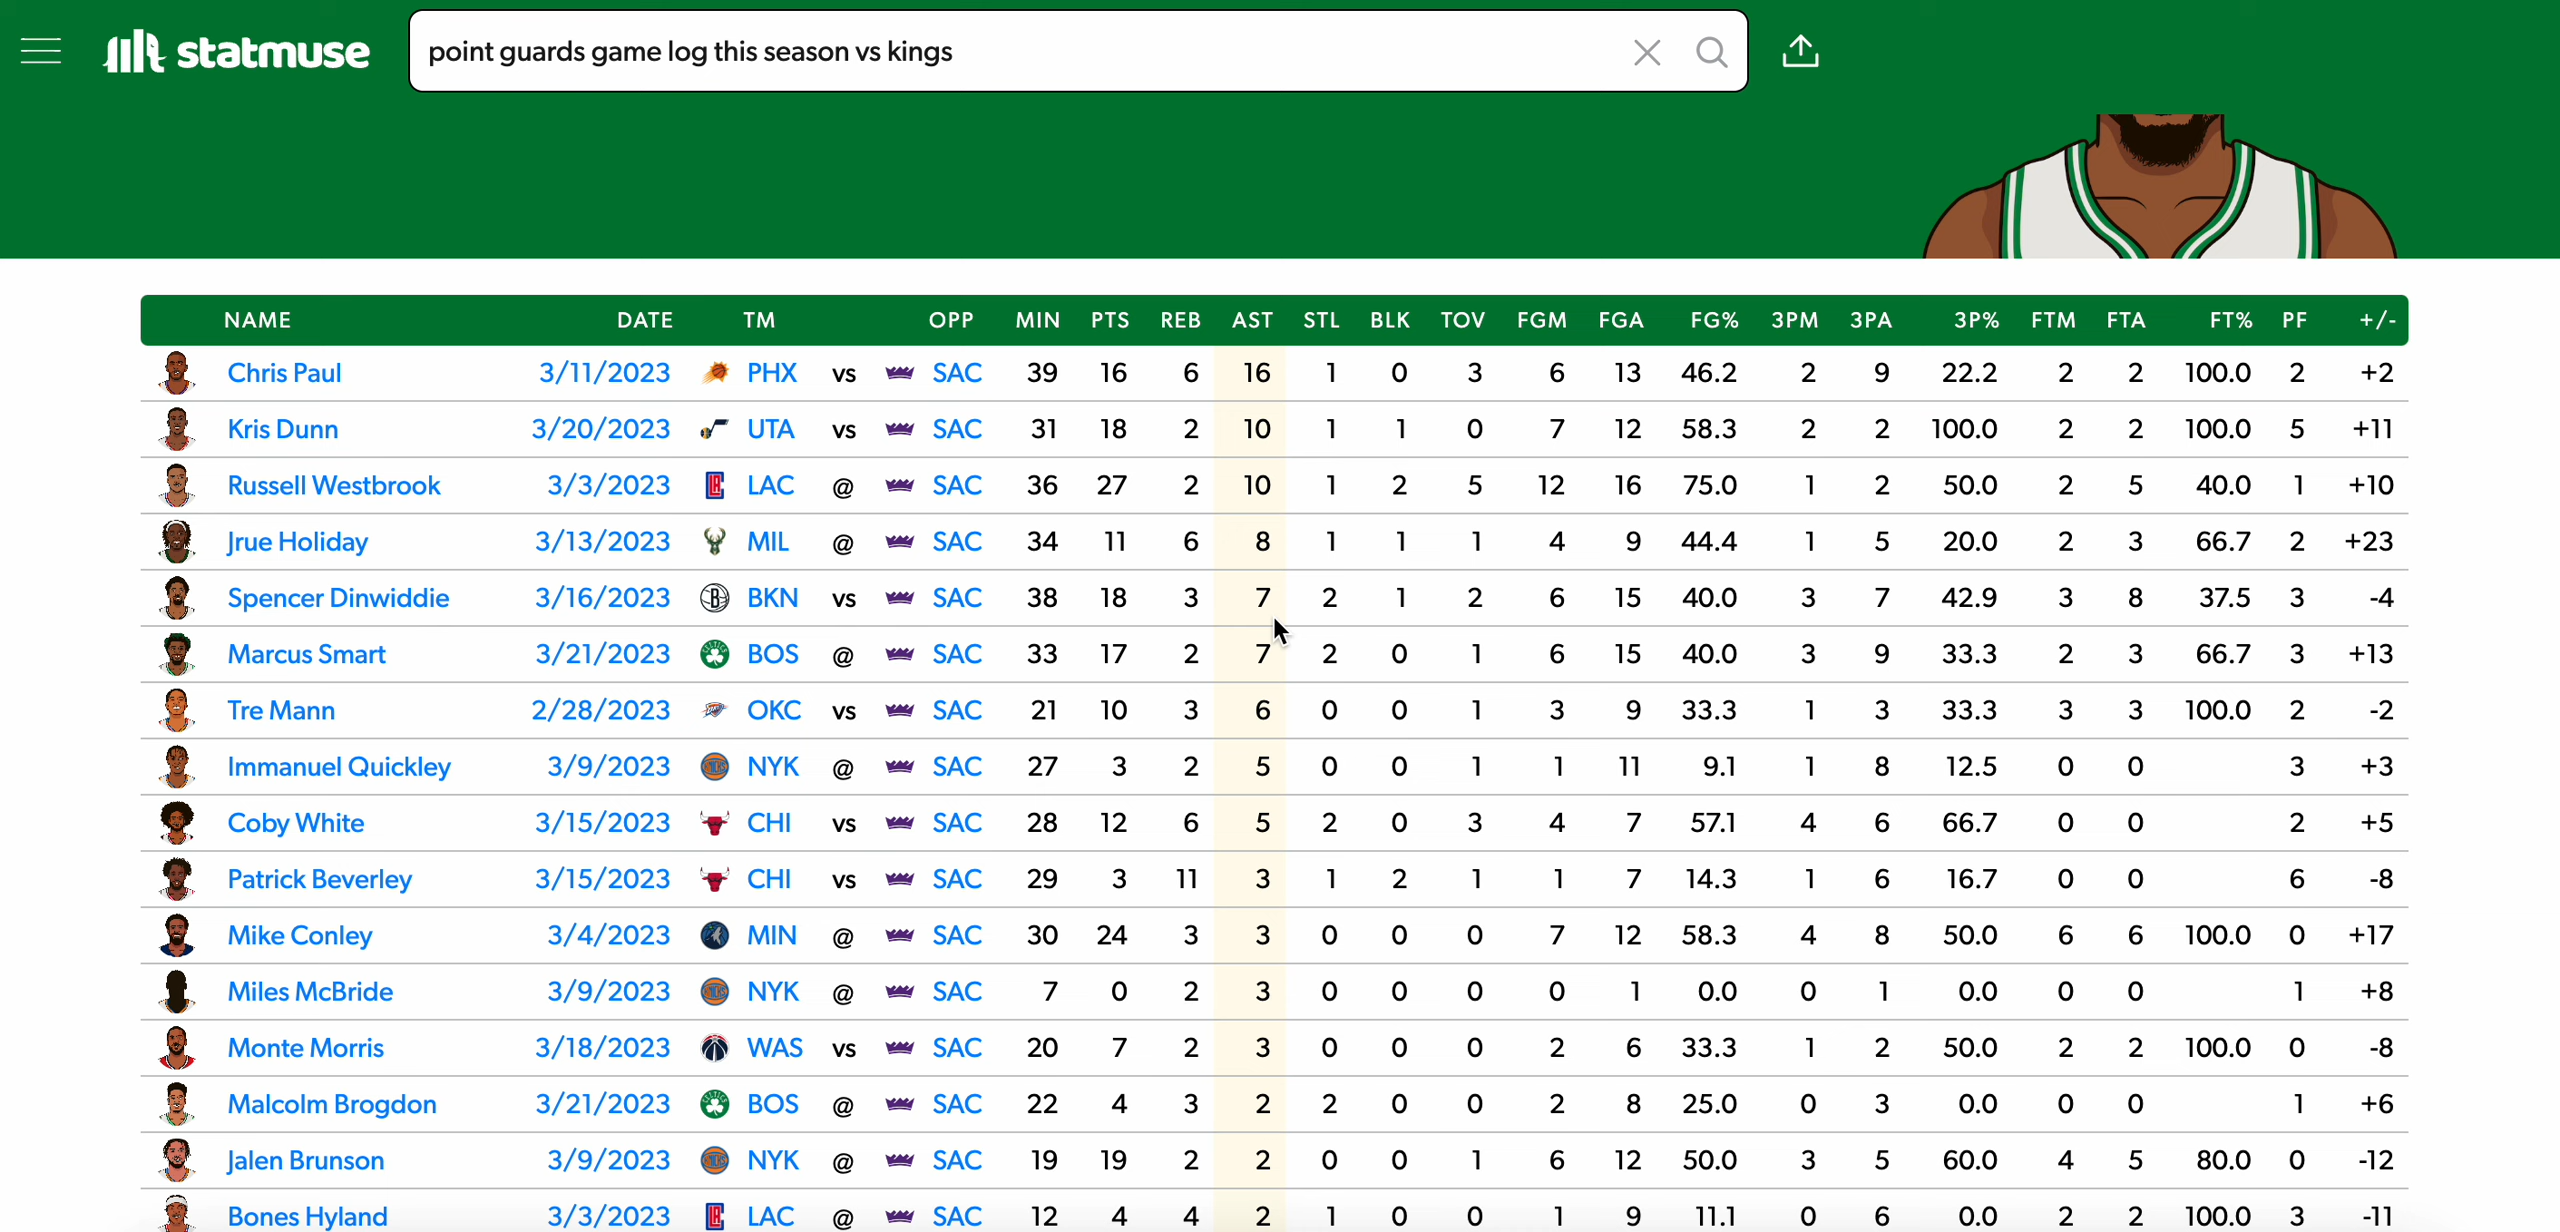 statmuse
point guards game log this season vs kings
NAME DATE TM OPP MIN PTS REB AST STL BLK TOV FGM FGA FG% 3PM 3PA 3P% FTM FTA FT% PF +/-
Chris Paul 3/11/2023 PHX vs SAC 39 16 6 16 1 0 3 6 13 46.2 2 9 22.2 2 2 100.0 2 +2
Kris Dunn 3/20/2023 UTA vs SAC 31 18 2 10 1 1 0 7 12 58.3 2 2 100.0 2 2 100.0 5 +11
Russell Westbrook 3/3/2023 LAC @ SAC 36 27 2 10 1 2 5 12 16 75.0 1 2 50.0 2 5 40.0 1 +10
Jrue Holiday 3/13/2023 MIL @ SAC 34 11 6 8 1 1 1 4 9 44.4 1 5 20.0 2 3 66.7 2 +23
Spencer Dinwiddie 3/16/2023 BKN vs SAC 38 18 3 7 2 1 2 6 15 40.0 3 7 42.9 3 8 37.5 3 -4
Marcus Smart 3/21/2023 BOS @ SAC 33 17 2 7 2 0 1 6 15 40.0 3 9 33.3 2 3 66.7 3 +13
Tre Mann 2/28/2023 OKC vs SAC 21 10 3 6 0 0 1 3 9 33.3 1 3 33.3 3 3 100.0 2 -2
Immanuel Quickley 3/9/2023 NYK @ SAC 27 3 2 5 0 0 1 1 11 9.1 1 8 12.5 0 0 3 +3
Coby White 3/15/2023 CHI vs SAC 28 12 6 5 2 0 3 4 7 57.1 4 6 66.7 0 0 2 +5
Patrick Beverley 3/15/2023 CHI vs SAC 29 3 11 3 1 2 1 1 7 14.3 1 6 16.7 0 0 6 -8
Mike Conley 3/4/2023 MIN @ SAC 30 24 3 3 0 0 0 7 12 58.3 4 8 50.0 6 6 100.0 0 +17
Miles McBride 3/9/2023 NYK @ SAC 7 0 2 3 0 0 0 0 1 0.0 0 1 0.0 0 0 1 +8
Monte Morris 3/18/2023 WAS vs SAC 20 7 2 3 0 0 0 2 6 33.3 1 2 50.0 2 2 100.0 0 -8
Malcolm Brogdon 3/21/2023 BOS @ SAC 22 4 3 2 2 0 0 2 8 25.0 0 3 0.0 0 0 1 +6
Jalen Brunson 3/9/2023 NYK @ SAC 19 19 2 2 0 0 1 6 12 50.0 3 5 60.0 4 5 80.0 0 -12
Bones Hyland 3/3/2023 LAC @ SAC 12 4 4 2 1 0 0 1 9 11.1 0 6 0.0 2 2 100.0 3 -11